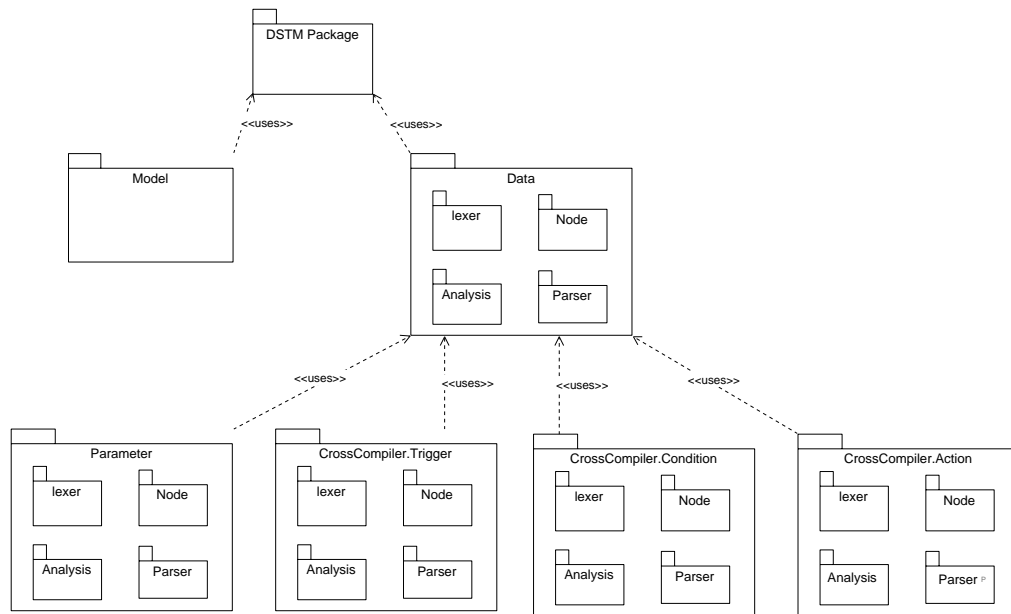 DSTM Package
<<uses>>
<<uses>>
Model
Data
lexer
Node
Analysis
Parser
<<uses>>
<<uses>>
<<uses>>
<<uses>>
Parameter
CrossCompiler.Trigger
CrossCompiler.Condition
CrossCompiler.Action
lexer
Node
lexer
Node
lexer
Node
lexer
Node
Analysis
Parser
Analysis
Parser
Analysis
Parser
Analysis
Parser
P